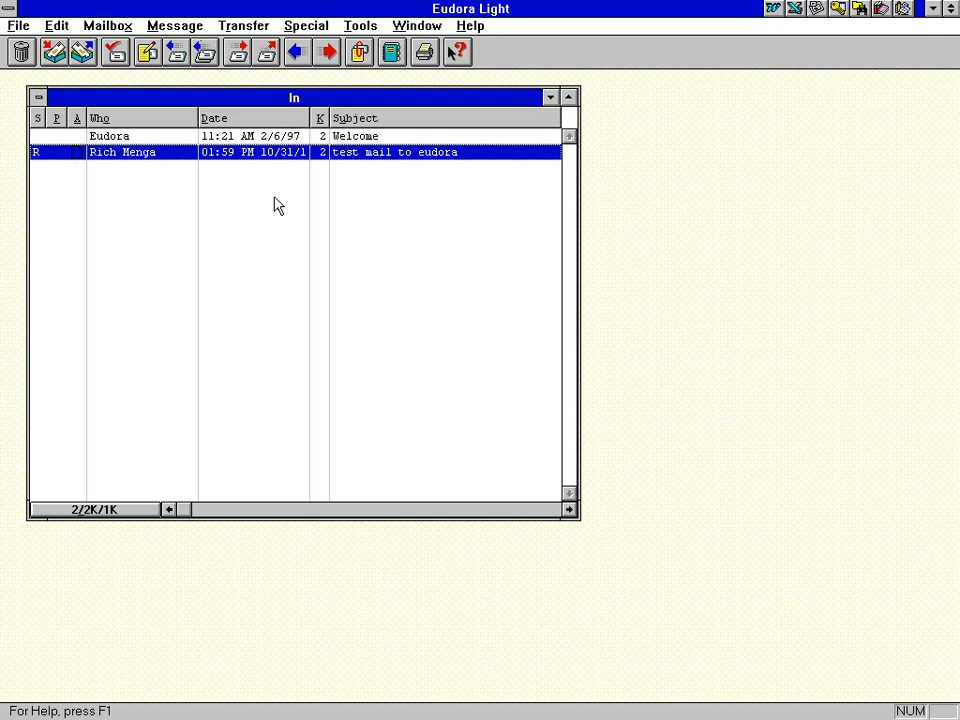 Eudora Light
File Edit Mailbox Message Transfer Special Tools Window Help
In
S P A Who Date K Subject
Eudora 11:21 AM 2/6/97 2 Welcome
R Rich Menga 01:59 PM 10/31/1 2 test mail to eudora
2/2K/1K
For Help, press F1 NUM